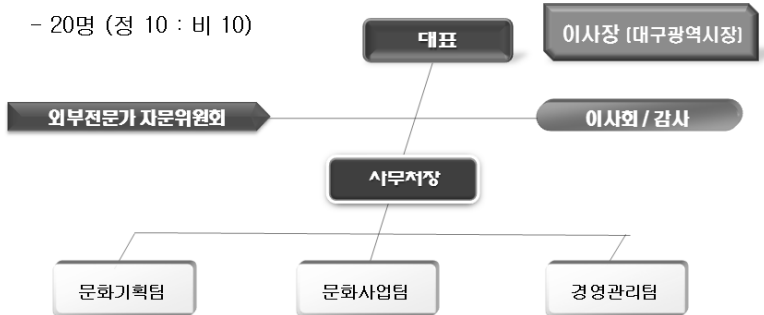 - 20명 (정 10 : 비 10)
대표
이사장 (대구광역시장)
외부전문가 자문위원회
이사회 / 감사
사무처장
문화기획팀
문화사업팀
경영관리팀